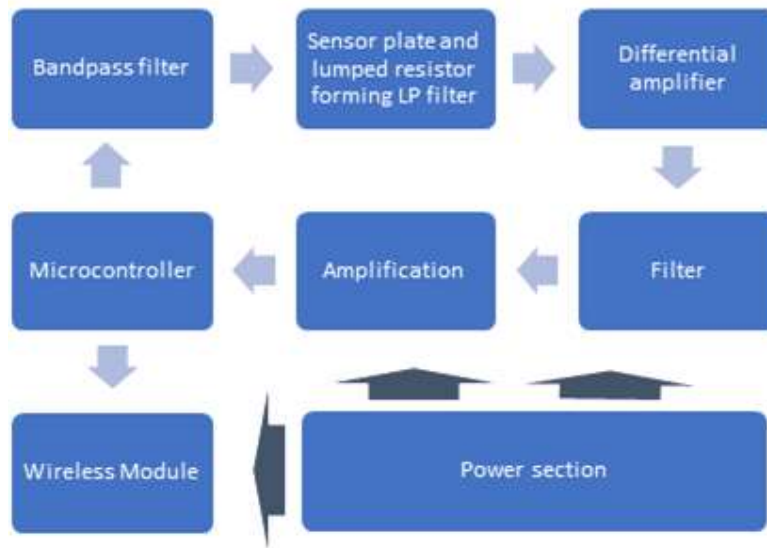 Bandpass filter
Sensor plate and
lumped resistor
forming LP filter
Differential
amplifier
Microcontroller
Amplification
Filter
Wireless Module
Power section